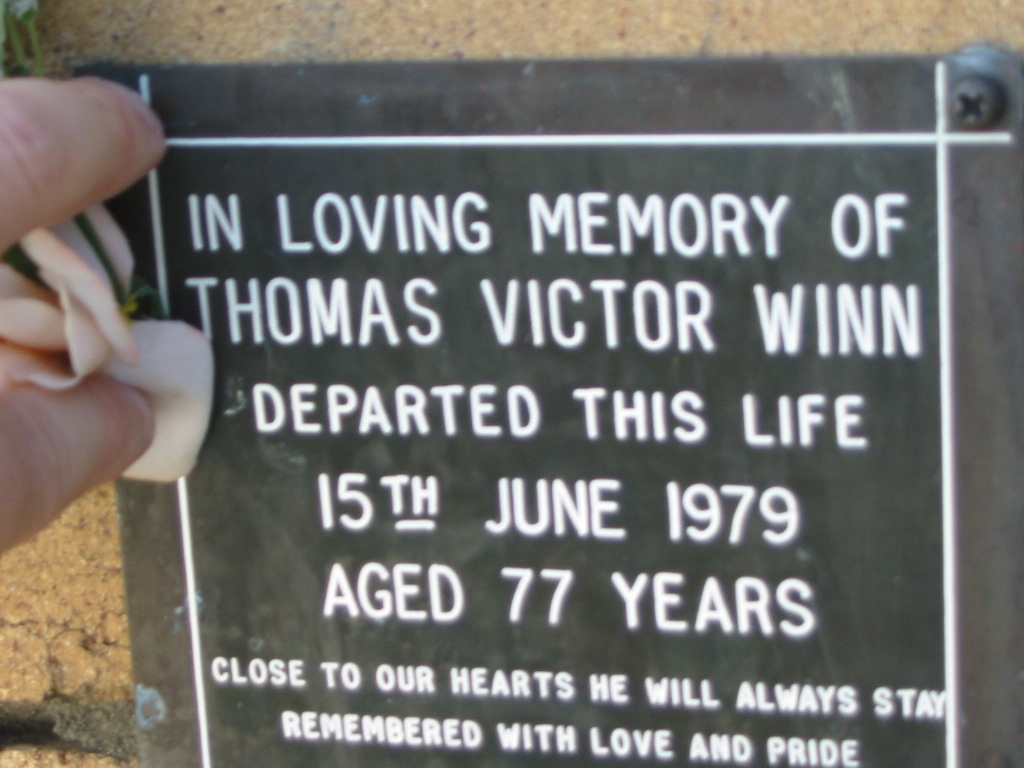 IN LOVING MEMORY OF
THOMAS VICTOR WINN
DEPARTED THIS LIFE
15TH JUNE 1979
AGED 77 YEARS
CLOSE TO OUR HEARTS HE WILL ALWAYS STAY
REMEMBERED WITH LOVE AND PRIDE